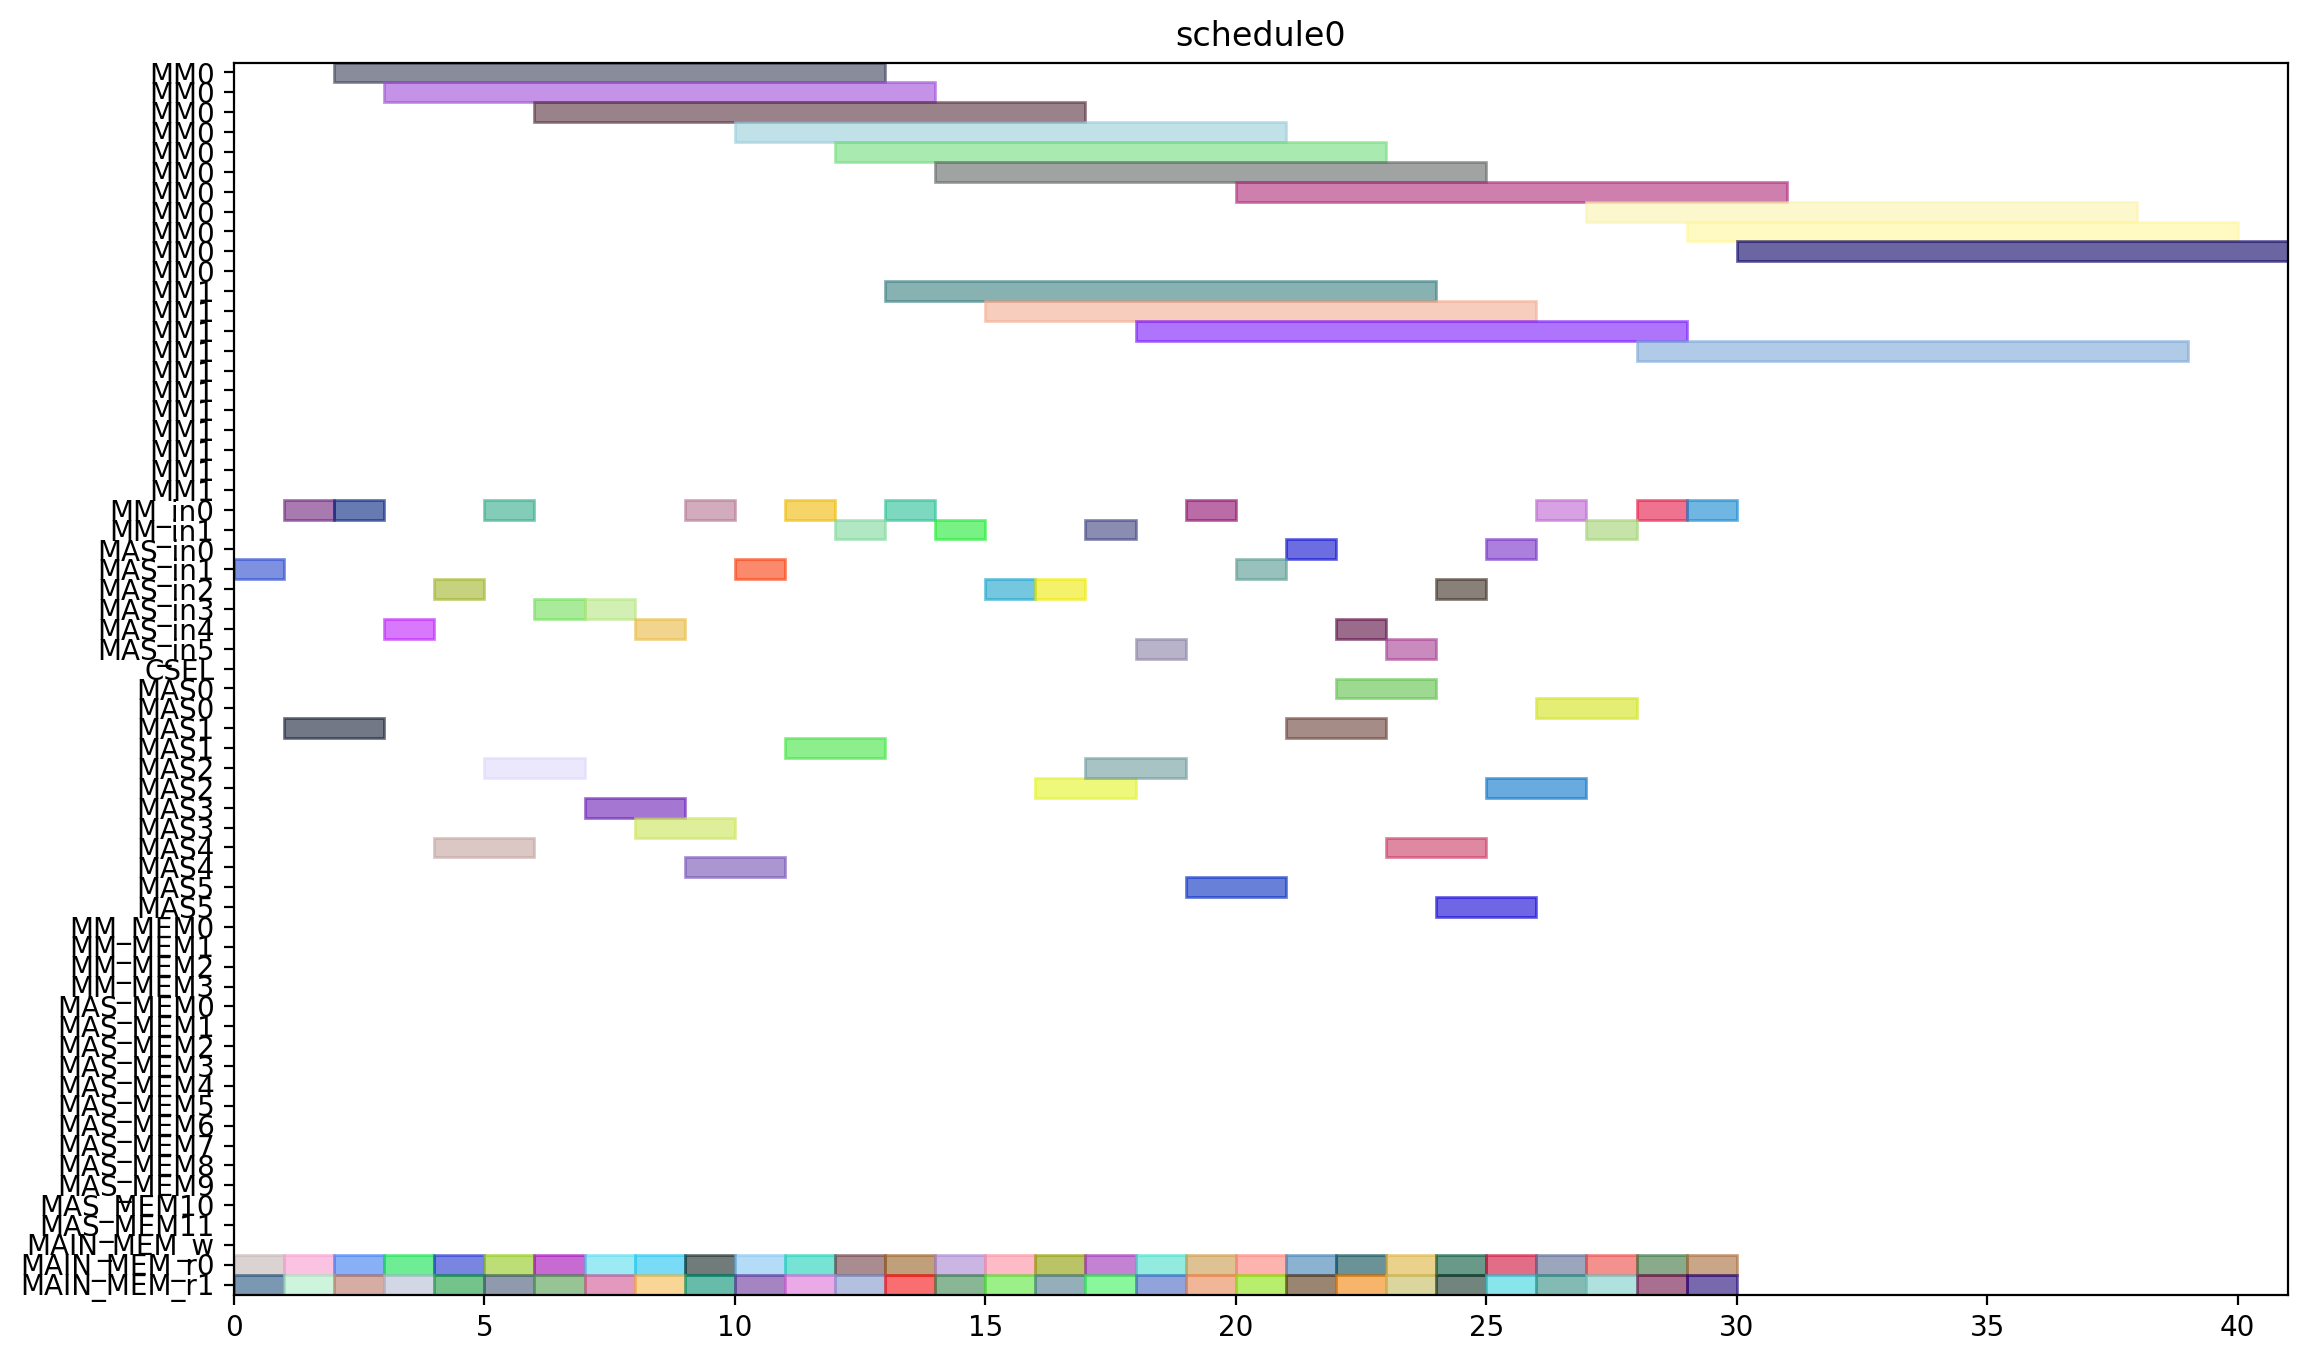 schedule0
MM0
MM0
MM0
MM0
MM0
MM0
MM0
MM0
MM0
MM0
MM0
MM1
MM1
MM1
MM1
MM1
MM1
MM1
MM1
MM1
MM1
MM1
MM_in0
MM_in1
MAS_in0
MAS_in1
MAS_in2
MAS_in3
MAS_in4
MAS_in5
CSEL
MAS0
MAS0
MAS1
MAS1
MAS2
MAS2
MAS3
MAS3
MAS4
MAS4
MAS5
MAS5
MM_MEM0
MM_MEM1
MM_MEM2
MM_MEM3
MAS_MEM0
MAS_MEM1
MAS_MEM2
MAS_MEM3
MAS_MEM4
MAS_MEM5
MAS_MEM6
MAS_MEM7
MAS_MEM8
MAS_MEM9
MAS_MEM10
MAS_MEM11
MAIN_MEM_w
MAIN_MEM_r0
MAIN_MEM_r1
0 5 10 15 20 25 30 35 40